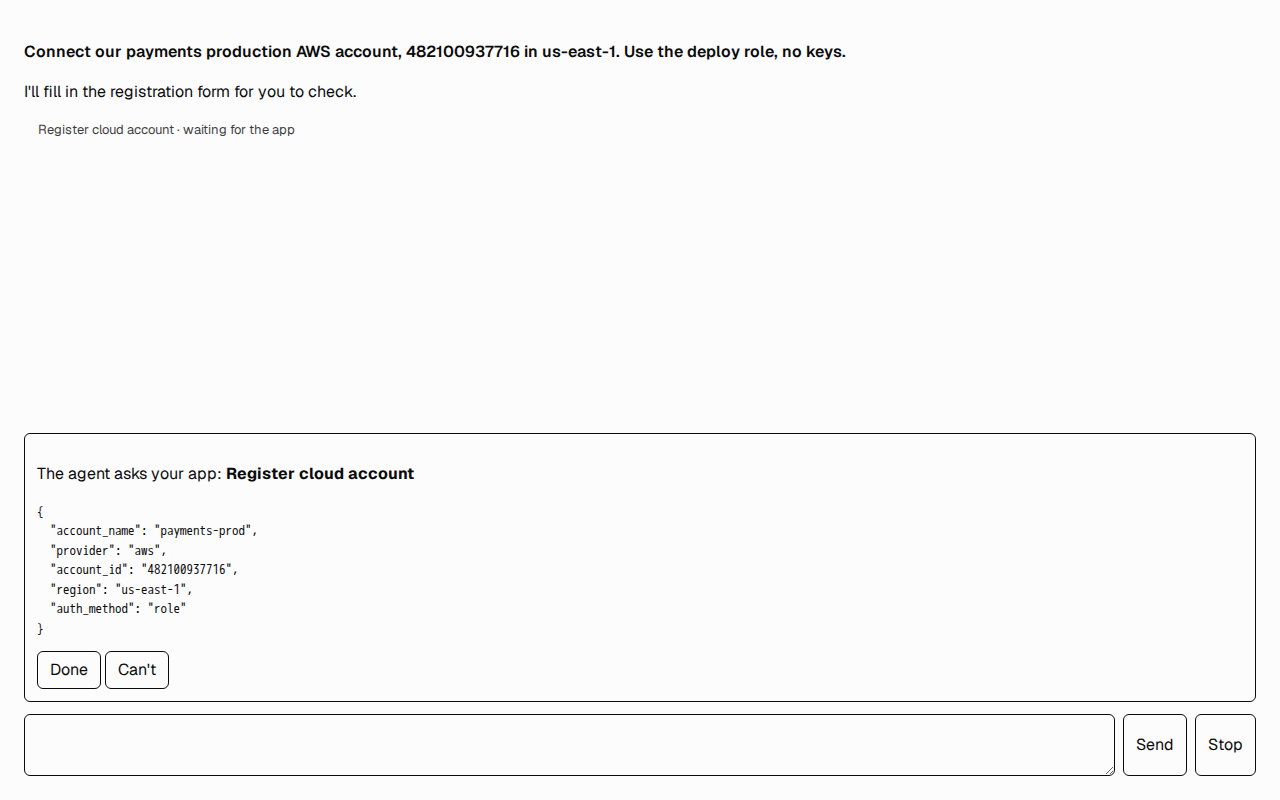 Connect our payments production AWS account, 482100937716 in us-east-1. Use the deploy role, no keys.
I'll fill in the registration form for you to check.
Register cloud account · waiting for the app
The agent asks your app: Register cloud account
{
  "account_name": "payments-prod",
  "provider": "aws",
  "account_id": "482100937716",
  "region": "us-east-1",
  "auth_method": "role"
}
Done Can't
Send Stop